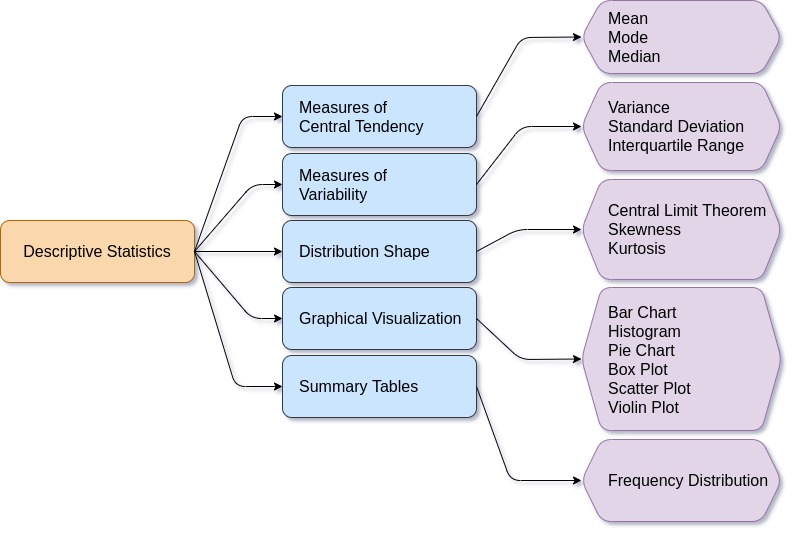 Descriptive Statistics
Measures of
Central Tendency
Measures of
Variability
Distribution Shape
Graphical Visualization
Summary Tables
Mean
Mode
Median
Variance
Standard Deviation
Interquartile Range
Central Limit Theorem
Skewness
Kurtosis
Bar Chart
Histogram
Pie Chart
Box Plot
Scatter Plot
Violin Plot
Frequency Distribution